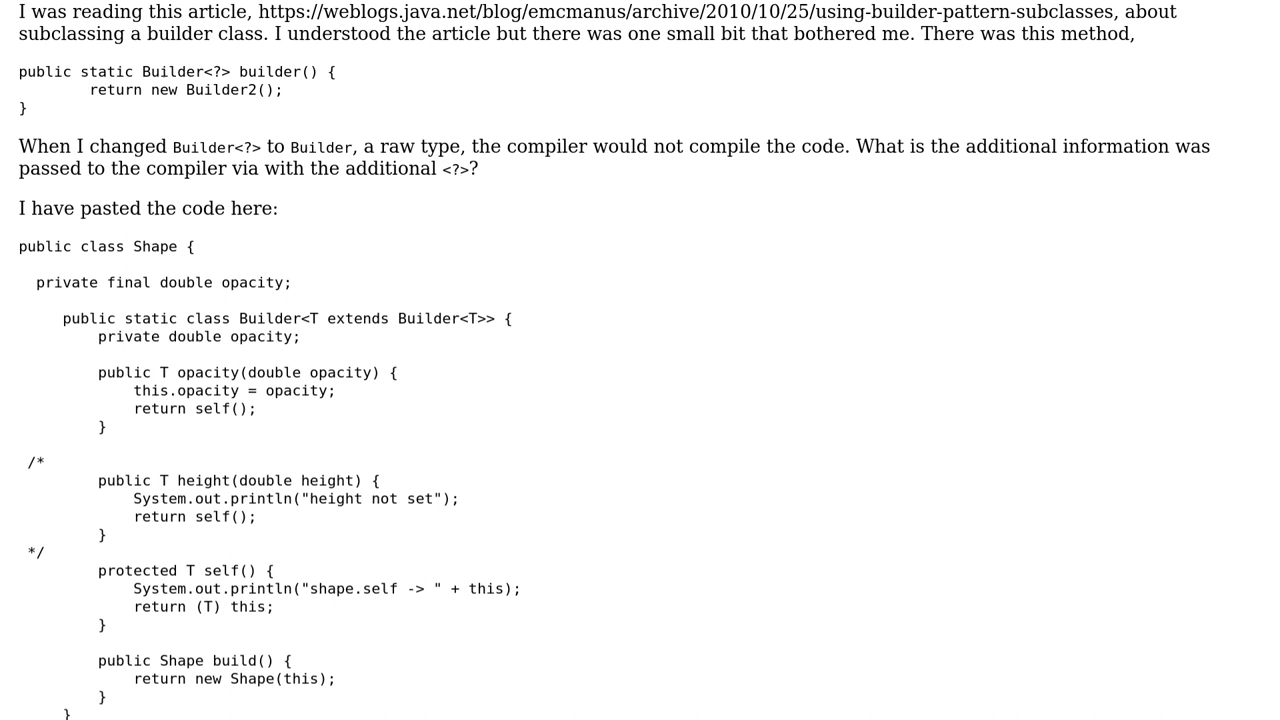 I was reading this article, https://weblogs.java.net/blog/emcmanus/archive/2010/10/25/using-builder-pattern-subclasses, about
subclassing a builder class. I understood the article but there was one small bit that bothered me. There was this method,
public static Builder<?> builder() {
        return new Builder2();
}
When I changed Builder<?> to Builder, a raw type, the compiler would not compile the code. What is the additional information was
passed to the compiler via with the additional <?>?
I have pasted the code here:
public class Shape {
  private final double opacity;
     public static class Builder<T extends Builder<T>> {
         private double opacity;
         public T opacity(double opacity) {
             this.opacity = opacity;
             return self();
         }
 /*
         public T height(double height) {
             System.out.println("height not set");
             return self();
         }
 */
         protected T self() {
             System.out.println("shape.self -> " + this);
             return (T) this;
         }
         public Shape build() {
             return new Shape(this);
         }
     }